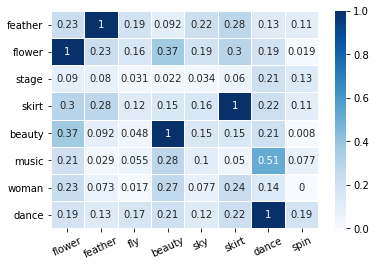 feather 0.23 1 0.19 0.092 0.22 0.28 0.13 0.11
flower 1 0.23 0.16 0.37 0.19 0.3 0.19 0.019
stage 0.09 0.08 0.031 0.022 0.034 0.06 0.21 0.13
skirt 0.3 0.28 0.12 0.15 0.16 1 0.22 0.11
beauty 0.37 0.092 0.048 1 0.15 0.15 0.21 0.008
music 0.21 0.029 0.055 0.28 0.1 0.05 0.51 0.077
woman 0.23 0.073 0.017 0.27 0.077 0.24 0.14 0
dance 0.19 0.13 0.17 0.21 0.12 0.22 1 0.19
flower feather fly beauty sky skirt dance spin
1.0
0.8
0.6
0.4
0.2
0.0